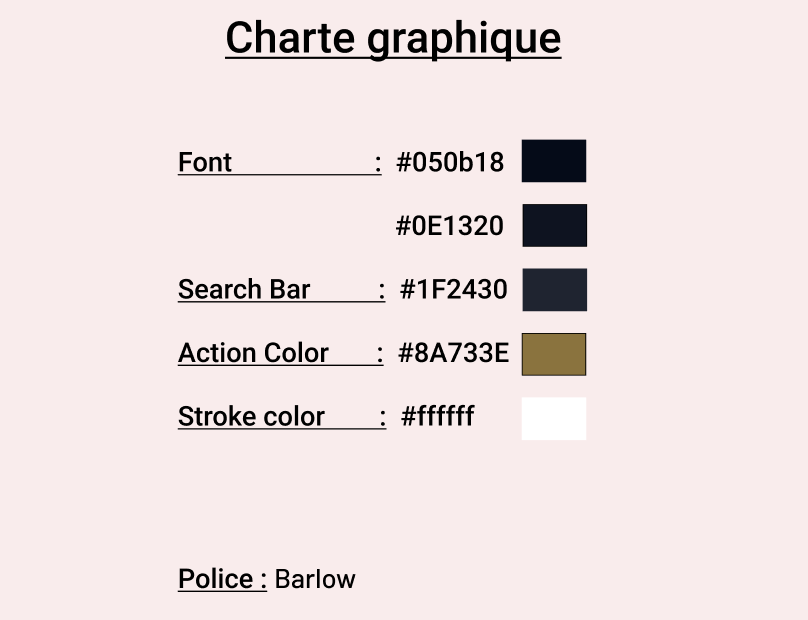 Charte graphique
Font : #050b18
#0E1320
Search Bar : #1F2430
Action Color : #8A733E
Stroke color : #ffffff
Police : Barlow